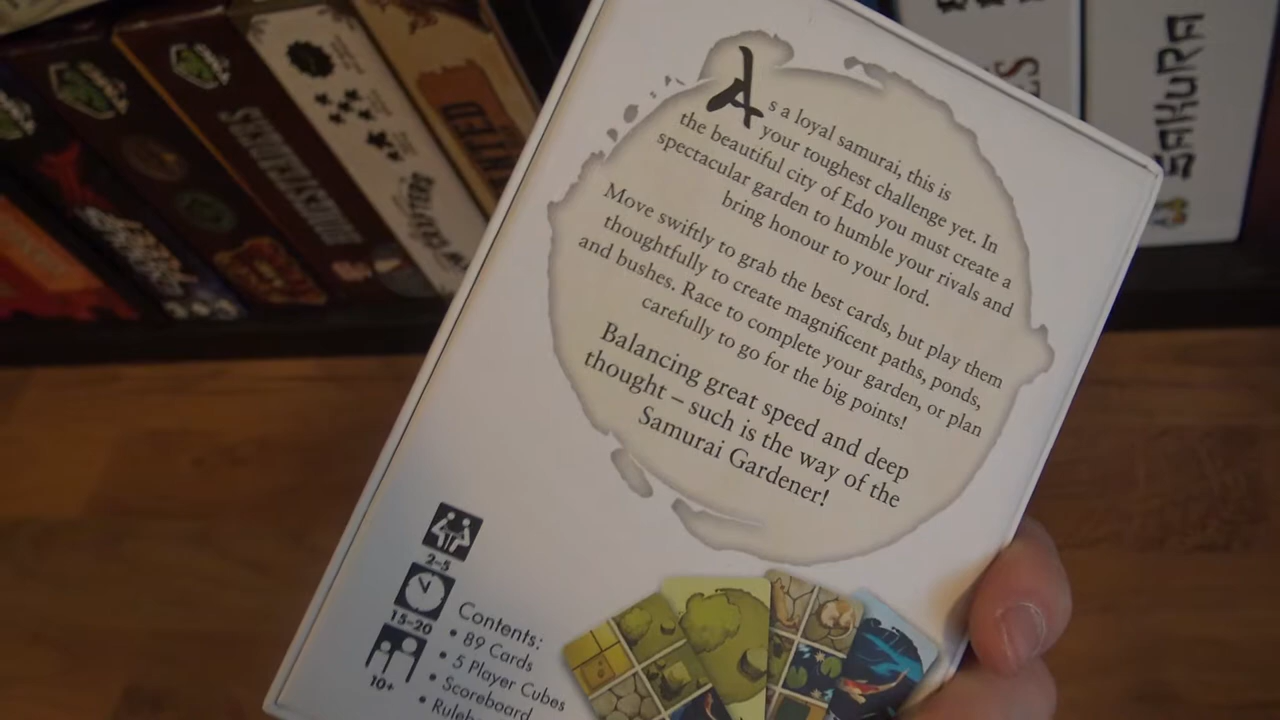 As a loyal samurai, this is
your toughest challenge yet. In
the beautiful city of Edo you must create a
spectacular garden to humble your rivals and
bring honour to your lord.
Move swiftly to grab the best cards, but play them
thoughtfully to create magnificent paths, ponds,
and bushes. Race to complete your garden, or plan
carefully to go for the big points!
Balancing great speed and deep
thought – such is the way of the
Samurai Gardener!
2-5
15-20
10+
Contents:
• 89 Cards
• 5 Player Cubes
• Scoreboard
SAKURA